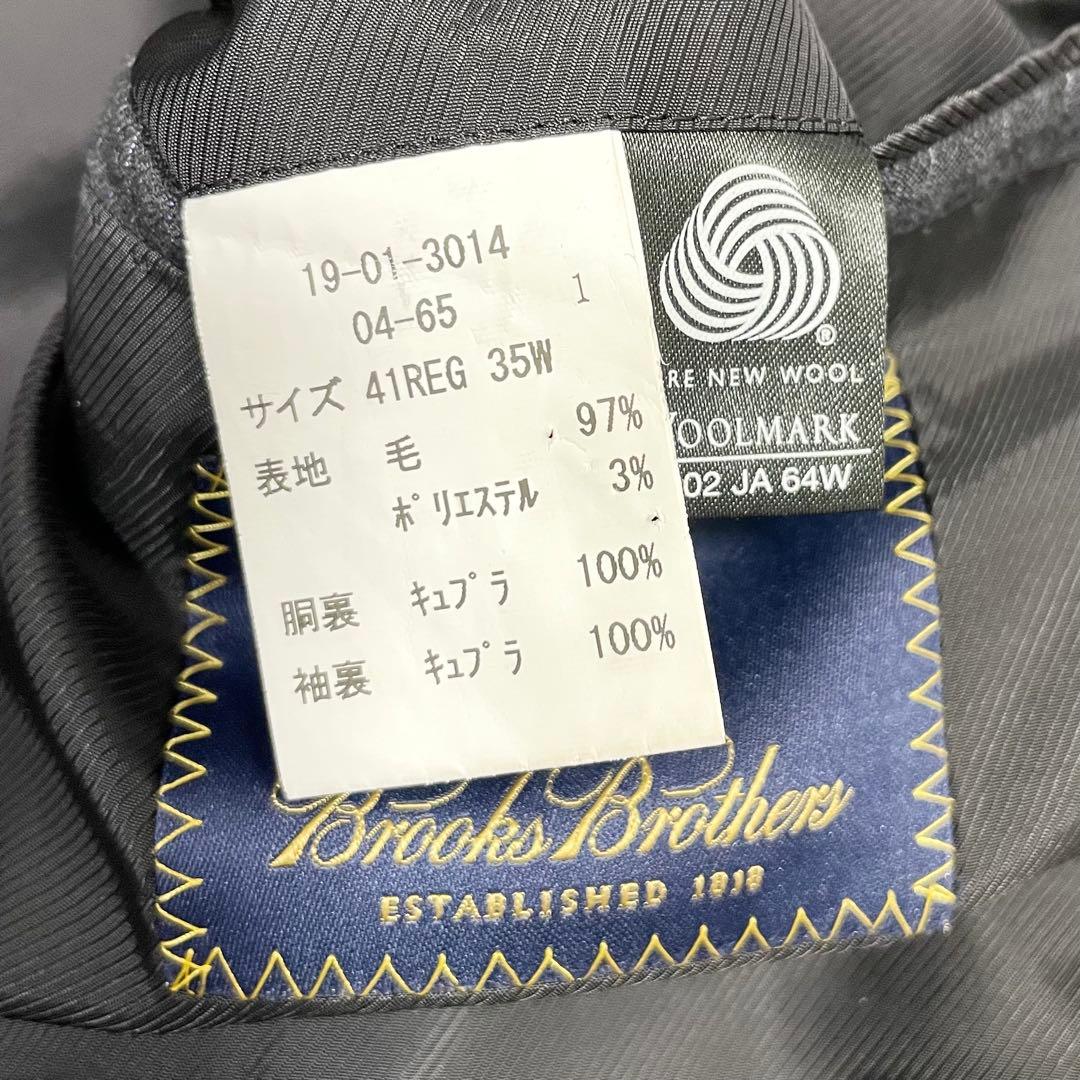 19-01-3014
04-65 1
サイズ 41REG 35W
表地 毛 97%
ポリエステル 3%
胴裏 キュプラ 100%
袖裏 キュプラ 100%
RE NEW WOOL
WOOLMARK
02 JA 64W
Brooks Brothers
ESTABLISHED 1818